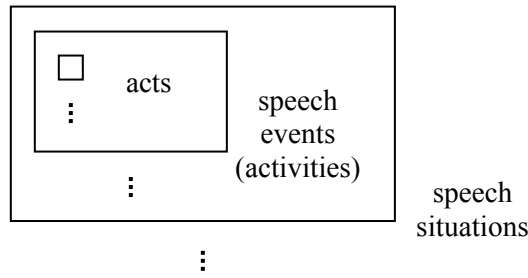 acts
speech
events
(activities)
speech
situations